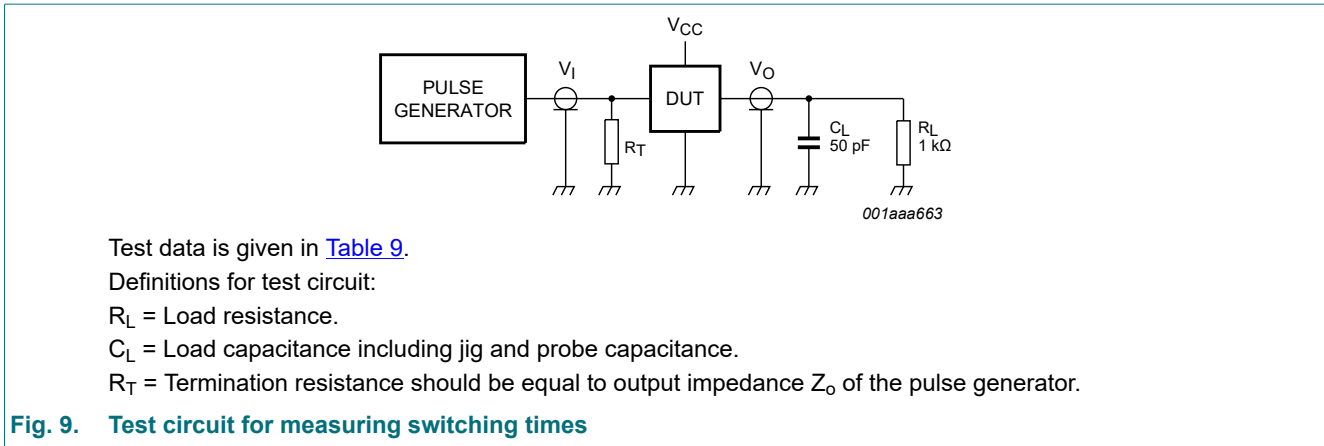 VCC
PULSE
GENERATOR
VI
DUT
VO
RT
CL
50 pF
RL
1 kΩ
001aaa663
Test data is given in Table 9.
Definitions for test circuit:
RL = Load resistance.
CL = Load capacitance including jig and probe capacitance.
RT = Termination resistance should be equal to output impedance Zo of the pulse generator.
Fig. 9. Test circuit for measuring switching times